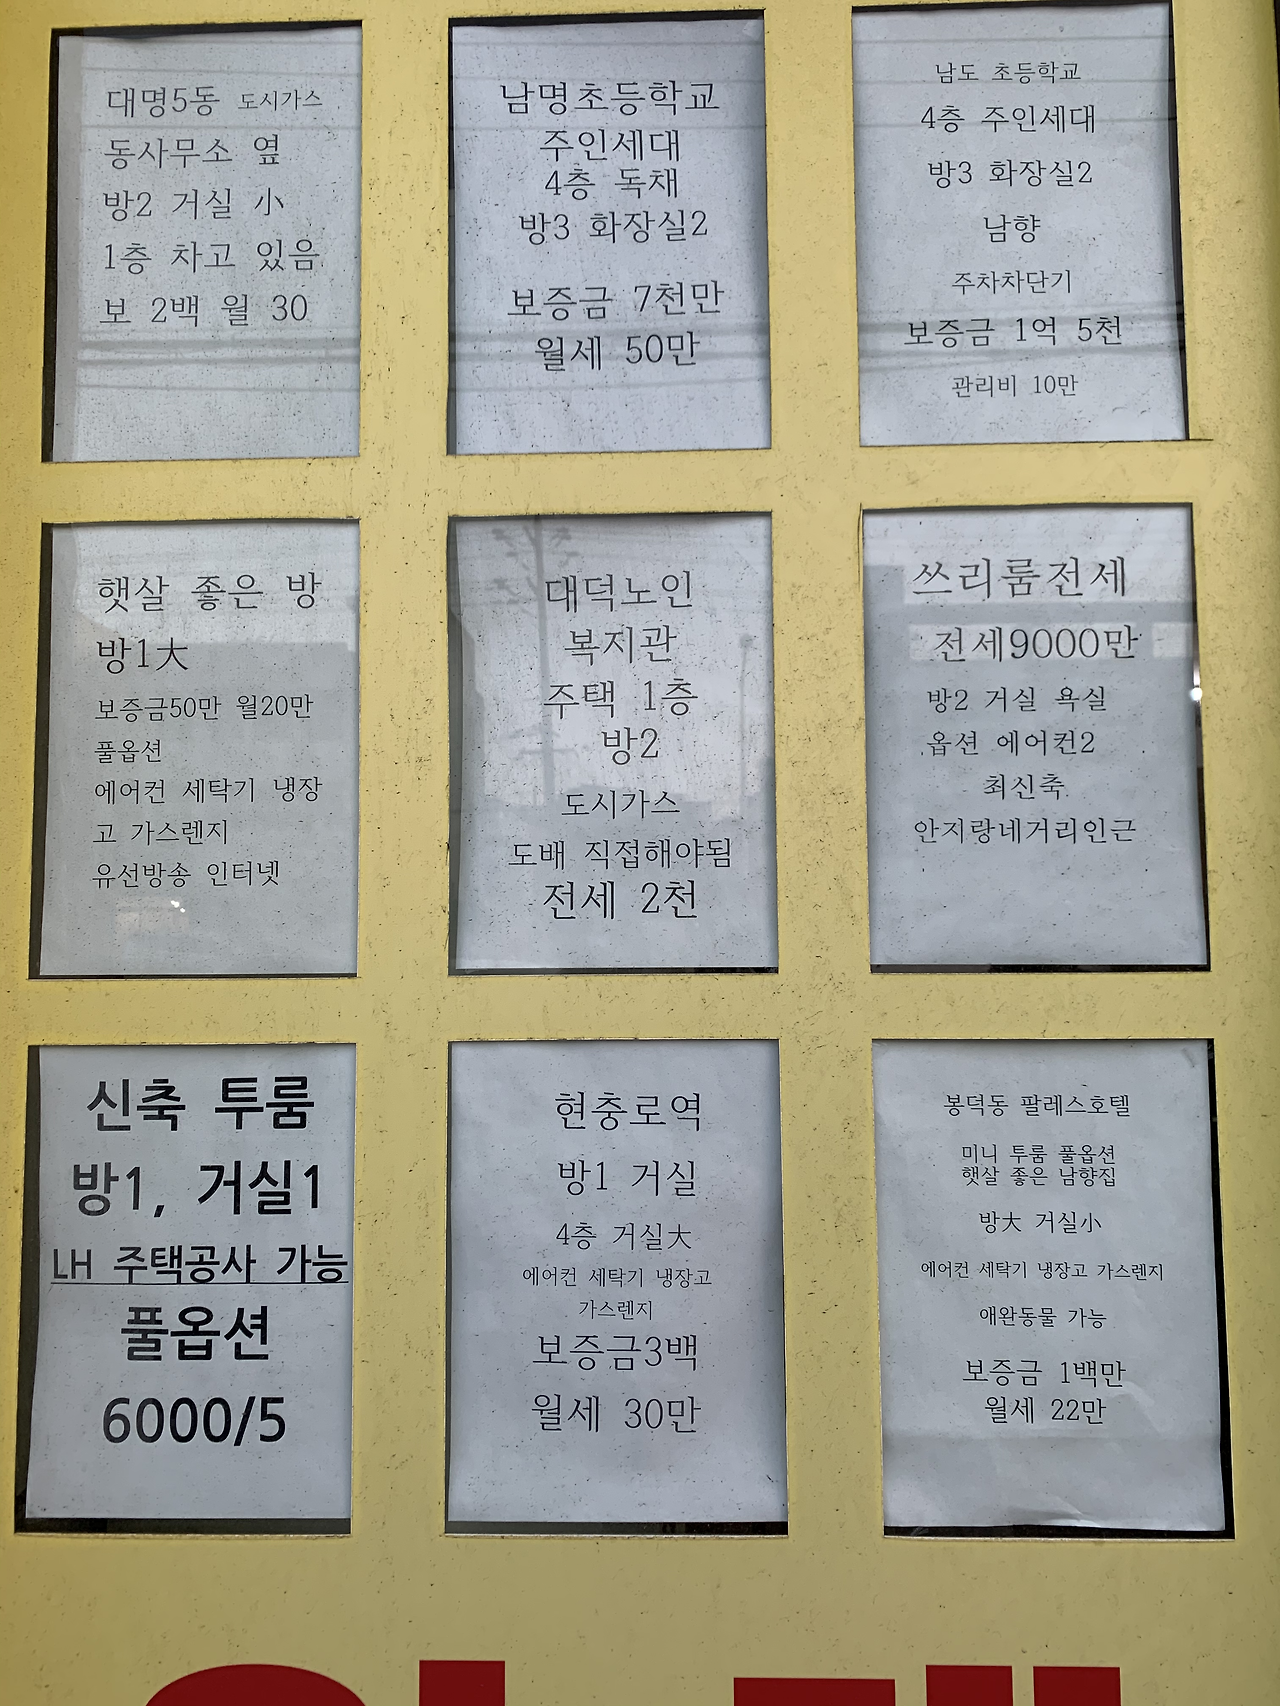 대명5동 도시가스
동사무소 옆
방2 거실 小
1층 차고 있음
보 2백 월 30
남명초등학교
주인세대
4층 독채
방3 화장실2
보증금 7천만
월세 50만
남도 초등학교
4층 주인세대
방3 화장실2
남향
주차차단기
보증금 1억 5천
관리비 10만
햇살 좋은 방
방1大
보증금50만 월20만
풀옵션
에어컨 세탁기 냉장
고 가스렌지
유선방송 인터넷
대덕노인
복지관
주택 1층
방2
도시가스
도배 직접해야됨
전세 2천
쓰리룸전세
전세9000만
방2 거실 욕실
옵션 에어컨2
최신축
안지랑네거리인근
신축 투룸
방1, 거실1
LH 주택공사 가능
풀옵션
6000/5
현충로역
방1 거실
4층 거실大
에어컨 세탁기 냉장고
가스렌지
보증금3백
월세 30만
봉덕동 팔레스호텔
미니 투룸 풀옵션
햇살 좋은 남향집
방大 거실小
에어컨 세탁기 냉장고 가스렌지
애완동물 가능
보증금 1백만
월세 22만